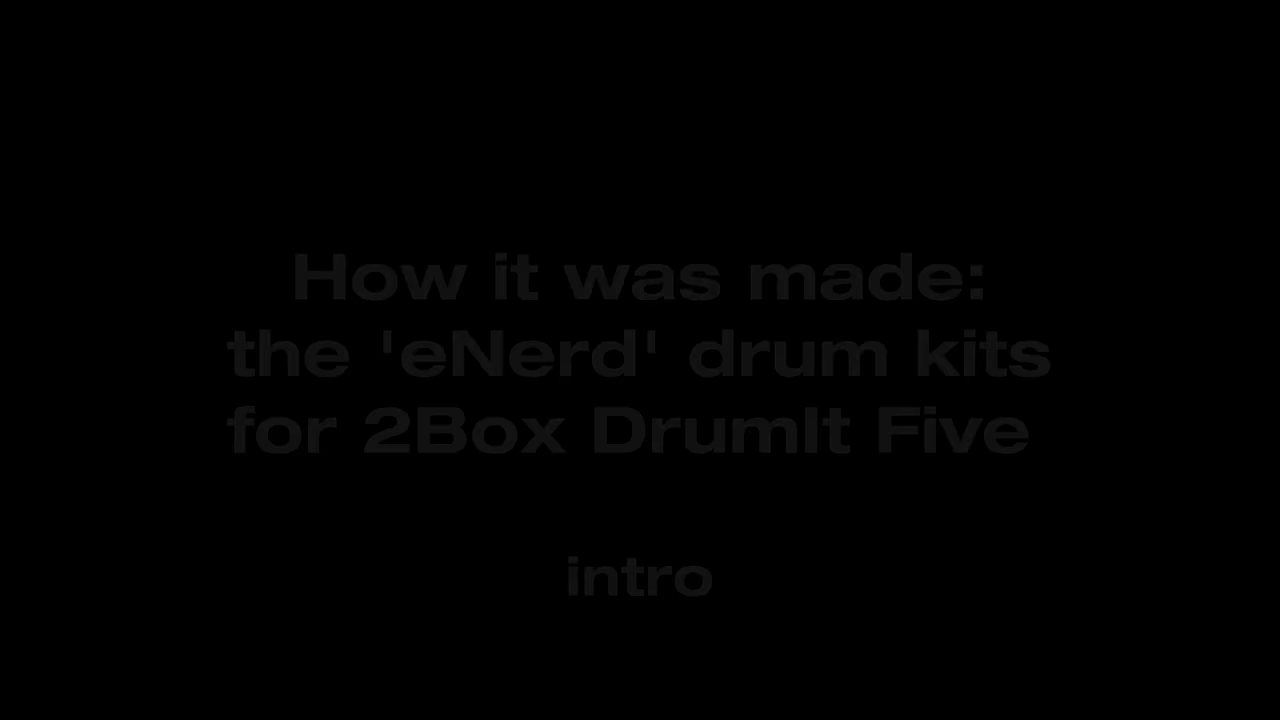 How it was made:
the 'eNerd' drum kits
for 2Box DrumIt Five
intro